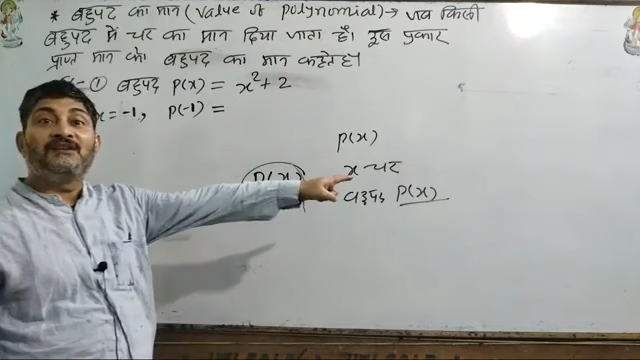 * बहुपद का मान (Value of Polynomial) → जब किसी
बहुपद में चर का मान दिया जाता है। इस प्रकार
प्राप्त मान को बहुपद का मान कहते है।
① बहुपद P(x) = x² + 2
x = -1, P(-1) =
P(x)
x - चर
P(x)
बहुपद P(x)